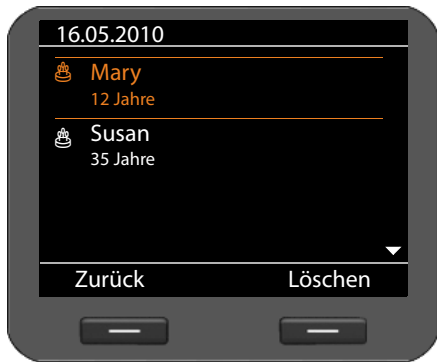 16.05.2010
Mary
12 Jahre
Susan
35 Jahre
Zurück Löschen